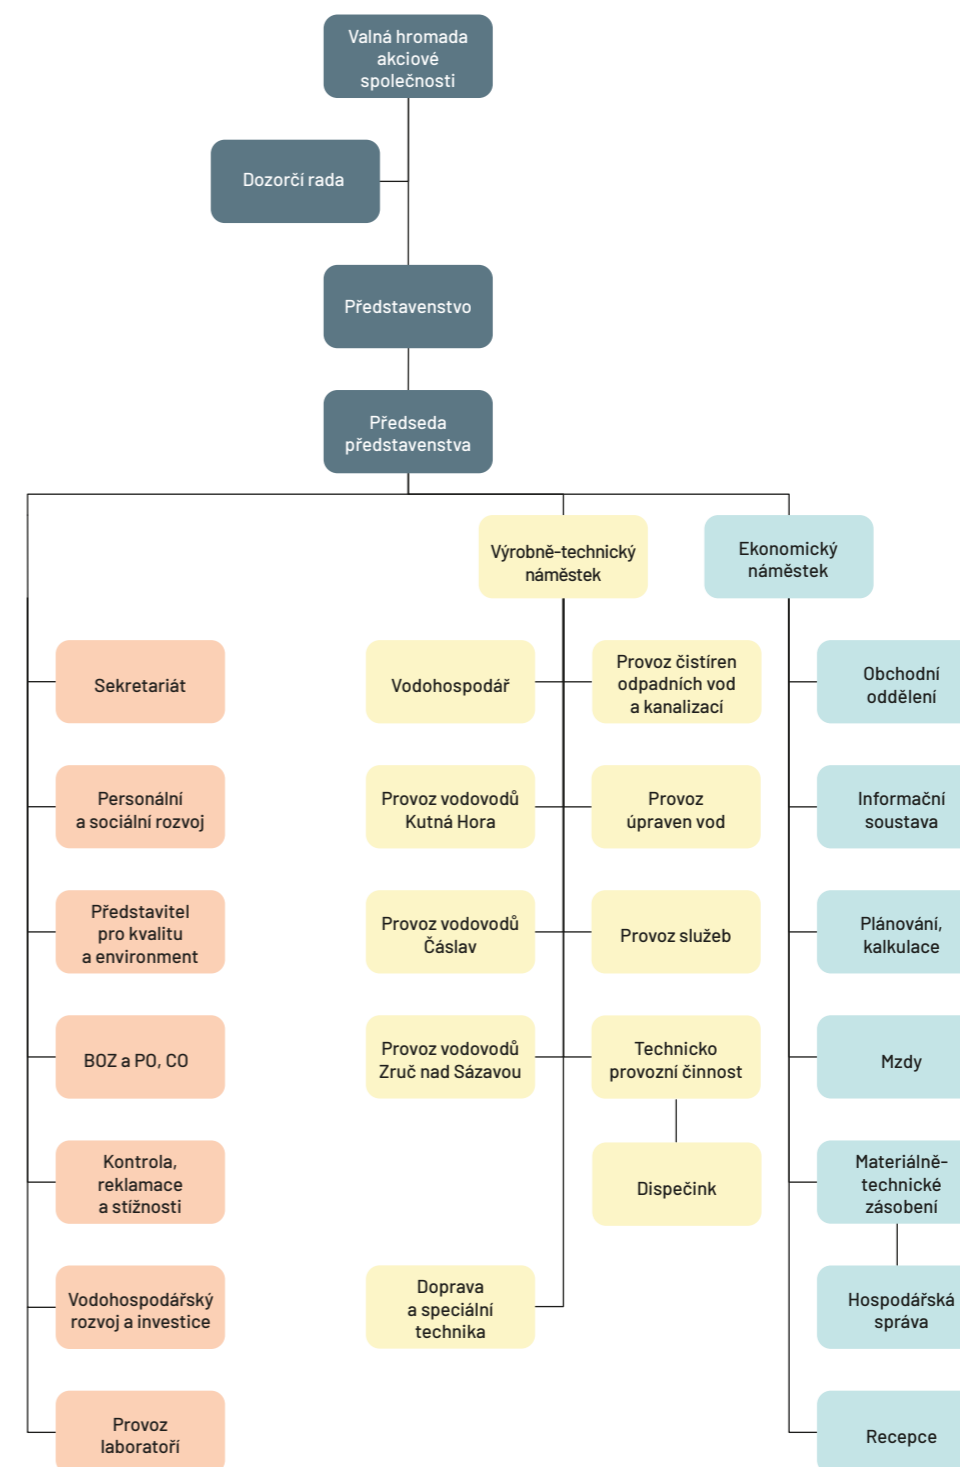 Valná hromada
akciové
společnosti
Dozorčí rada
Představenstvo
Předseda
představenstva
Výrobně-technický
náměstek
Ekonomický
náměstek
Sekretariát
Personální
a sociální rozvoj
Představitel
pro kvalitu
a environment
BOZ a PO, CO
Kontrola,
reklamace
a stížnosti
Vodohospodářský
rozvoj a investice
Provoz
laboratoří
Vodohospodář
Provoz vodovodů
Kutná Hora
Provoz vodovodů
Čáslav
Provoz vodovodů
Zruč nad Sázavou
Doprava
a speciální
technika
Provoz čistíren
odpadních vod
a kanalizací
Provoz
úpraven vod
Provoz služeb
Technicko
provozní činnost
Dispečink
Obchodní
oddělení
Informační
soustava
Plánování,
kalkulace
Mzdy
Materiálně-
technické
zásobení
Hospodářská
správa
Recepce